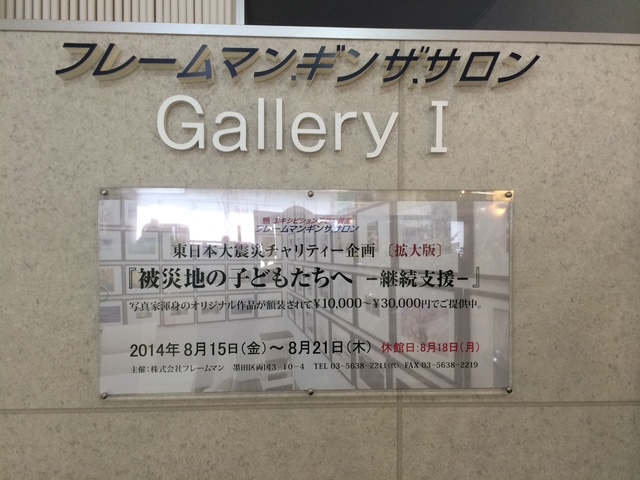 フレームマン.ギンザ.サロン
Gallery I
フレームマンギンザサロン
東日本大震災チャリティー企画 〔拡大版〕
『被災地の子どもたちへ －継続支援－』
写真家渾身のオリジナル作品が額装されて¥10,000～¥30,000円でご提供中。
2014年 8月15日(金)～8月21日(木) 休館日:8月18日(月)
主催：株式会社フレームマン 墨田区両国3-10-4 TEL 03-5638-2211(代) FAX 03-5638-2219